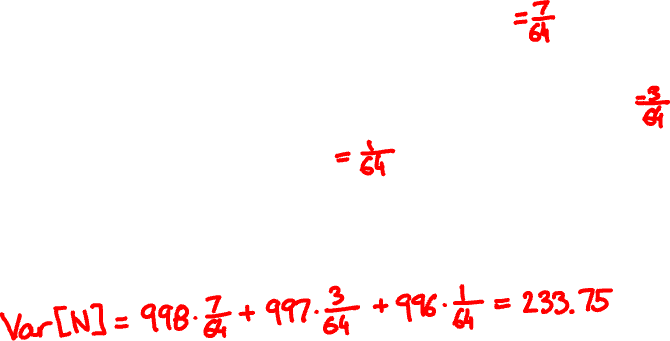 = 7/64
= 3/64
= 1/64
Var[N] = 998 · 7/64 + 997 · 3/64 + 996 · 1/64 = 233.75